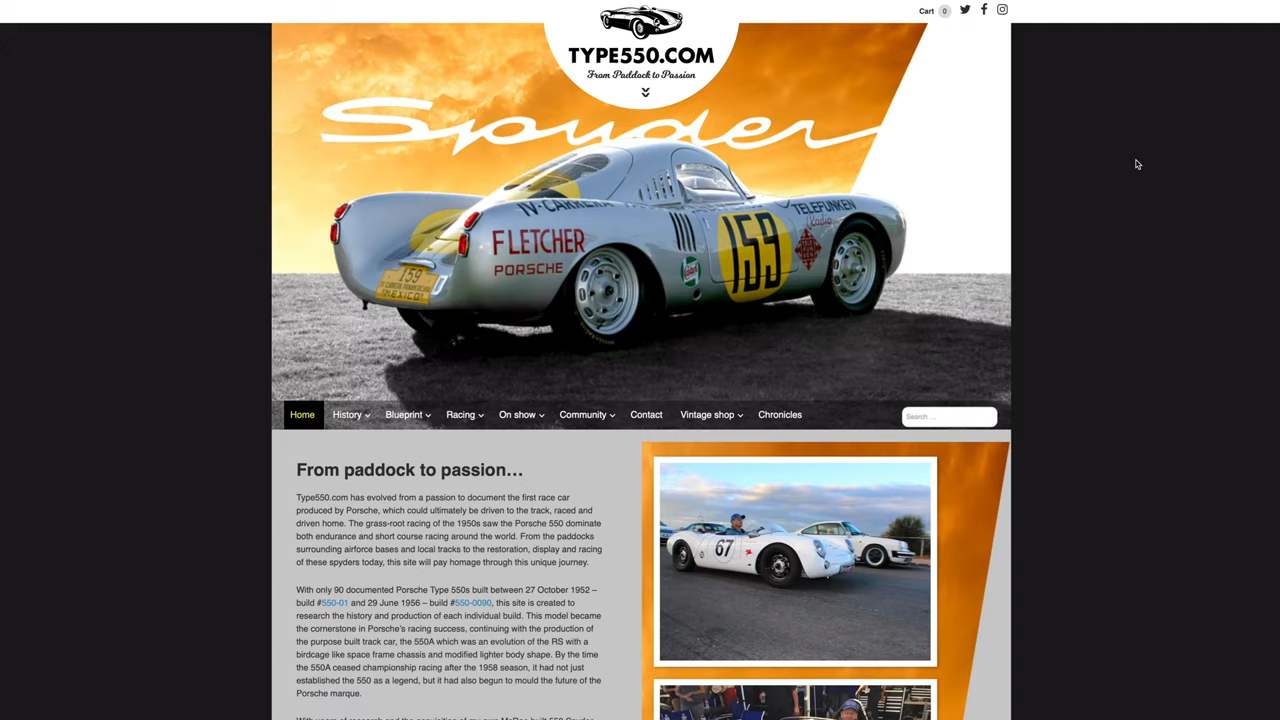 Cart 0
TYPE550.COM
From Paddock to Passion
Spyder
IV-CARRER
TELEFUNKEN
Radio
FLETCHER
PORSCHE
159
Castrol
159
MEXICO
Home History Blueprint Racing On show Community Contact Vintage shop Chronicles Search ...
From paddock to passion…
Type550.com has evolved from a passion to document the first race car
produced by Porsche, which could ultimately be driven to the track, raced and
driven home. The grass-root racing of the 1950s saw the Porsche 550 dominate
both endurance and short course racing around the world. From the paddocks
surrounding airforce bases and local tracks to the restoration, display and racing
of these spyders today, this site will pay homage through this unique journey.
With only 90 documented Porsche Type 550s built between 27 October 1952 –
build #550-01 and 29 June 1956 – build #550-0090, this site is created to
research the history and production of each individual build. This model became
the cornerstone in Porsche's racing success, continuing with the production of
the purpose built track car, the 550A which was an evolution of the RS with a
birdcage like space frame chassis and modified lighter body shape. By the time
the 550A ceased championship racing after the 1958 season, it had not just
established the 550 as a legend, but it had also begun to mould the future of the
Porsche marque.
67